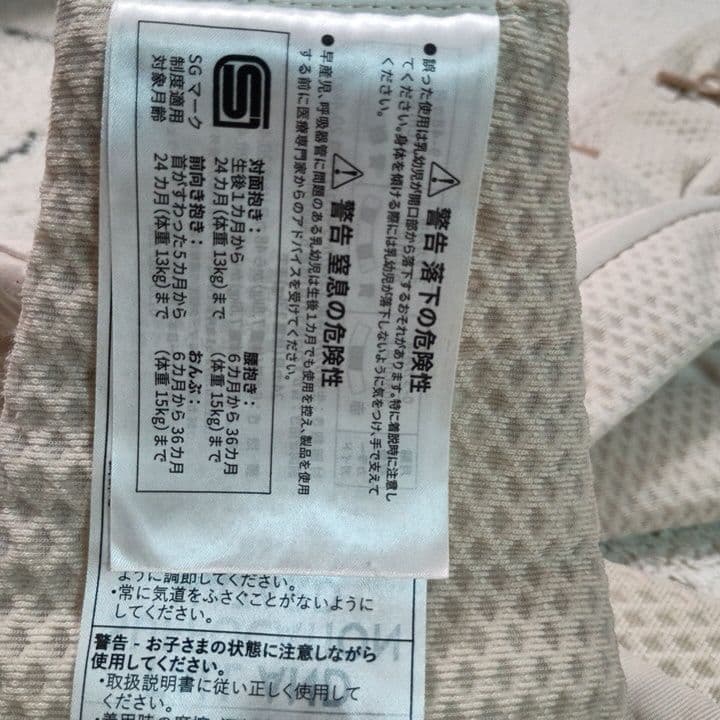 ⚠ 警告 落下の危険性
●誤った使用は乳幼児が開口部から落下するおそれがあります。特に着脱時に注意し
てください。身体を傾ける際には乳幼児が落下しないように気をつけ、手で支えて
ください。
⚠ 警告 窒息の危険性
●早産児、呼吸器管に問題のある乳幼児は生後1カ月でも使用を控え、製品を使用
する前に医療専門家からのアドバイスを受けてください。
SG マーク
制度適用
対象月齢
対面抱き：
生後1カ月から
24カ月(体重13kg)まで
前向き抱き：
首がすわった5カ月から
24カ月(体重13kg)まで
腰抱き：
6カ月から36カ月
(体重15kg)まで
おんぶ：
6カ月から36カ月
(体重15kg)まで
ように調節してください。
・常に気道をふさぐことがないように
してください。
警告 - お子さまの状態に注意しながら
使用してください。
・取扱説明書に従い正しく使用して
ください。